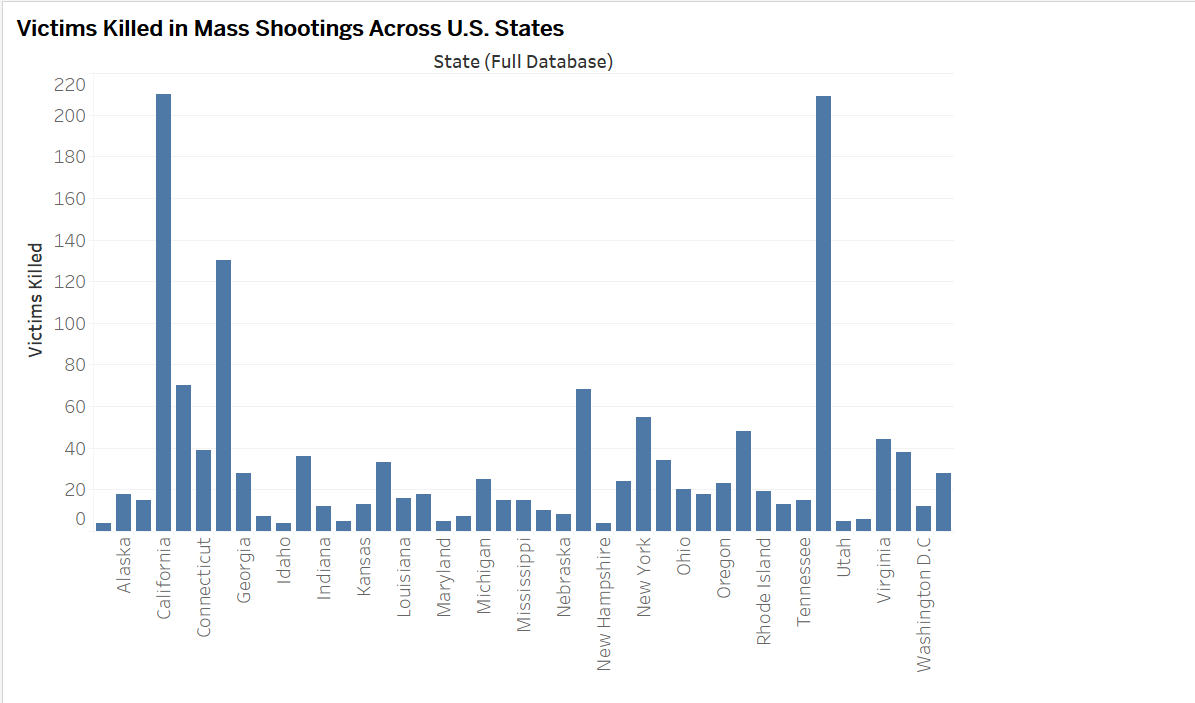 Victims Killed in Mass Shootings Across U.S. States
State (Full Database)
220
200
180
160
140
120
100
80
60
40
20
0
Victims Killed
Alaska
California
Connecticut
Georgia
Idaho
Indiana
Kansas
Louisiana
Maryland
Michigan
Mississippi
Nebraska
New Hampshire
New York
Ohio
Oregon
Rhode Island
Tennessee
Utah
Virginia
Washington D.C